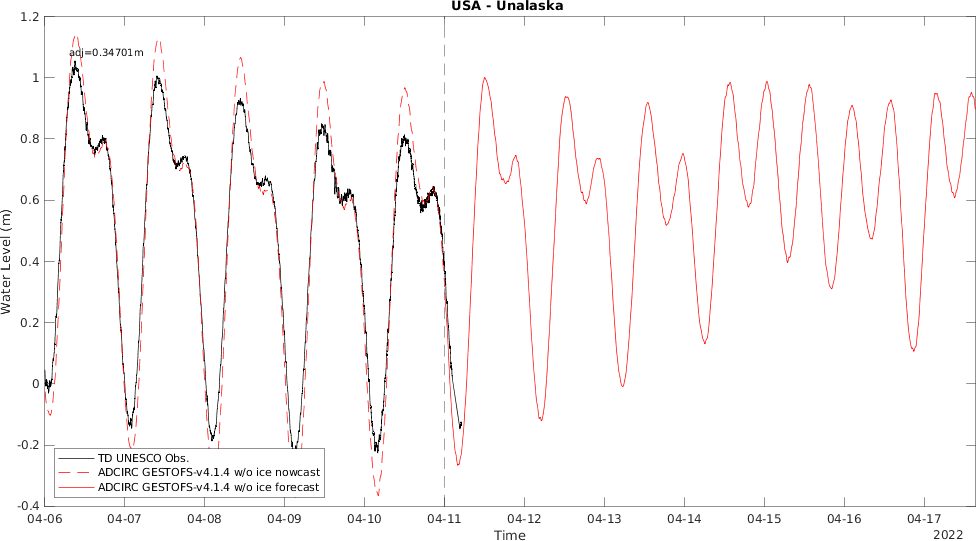 USA - Unalaska
1.2
adj=0.34701m
1
0.8
0.6
Water Level (m)
0.4
0.2
0
-0.2
TD UNESCO Obs.
ADCIRC GESTOFS-v4.1.4 w/o ice nowcast
ADCIRC GESTOFS-v4.1.4 w/o ice forecast
-0.4
04-06 04-07 04-08 04-09 04-10 04-11 04-12 04-13 04-14 04-15 04-16 04-17
Time
2022